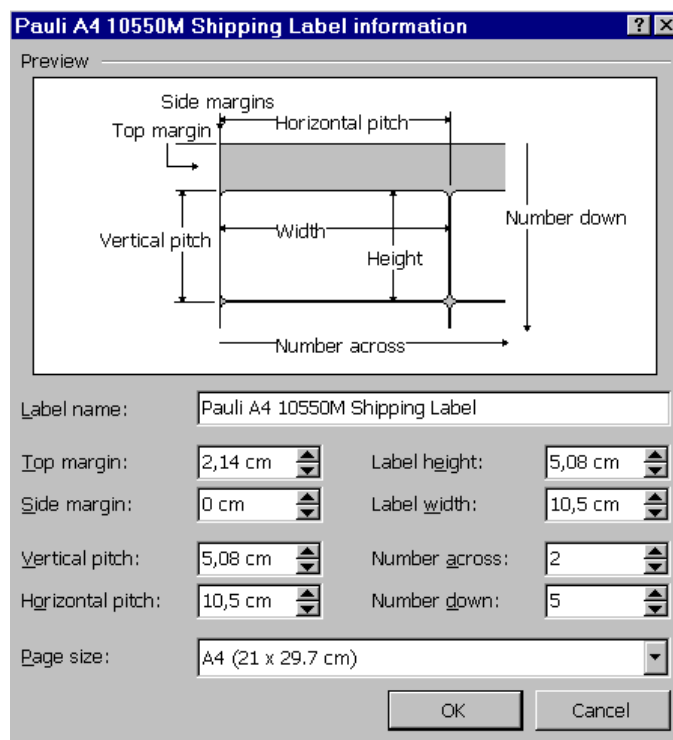 Pauli A4 10550M Shipping Label information
Preview
Side margins
Top margin
Horizontal pitch
Number down
Vertical pitch
Width
Height
Number across
Label name: Pauli A4 10550M Shipping Label
Top margin: 2,14 cm Label height: 5,08 cm
Side margin: 0 cm Label width: 10,5 cm
Vertical pitch: 5,08 cm Number across: 2
Horizontal pitch: 10,5 cm Number down: 5
Page size: A4 (21 x 29.7 cm)
OK Cancel